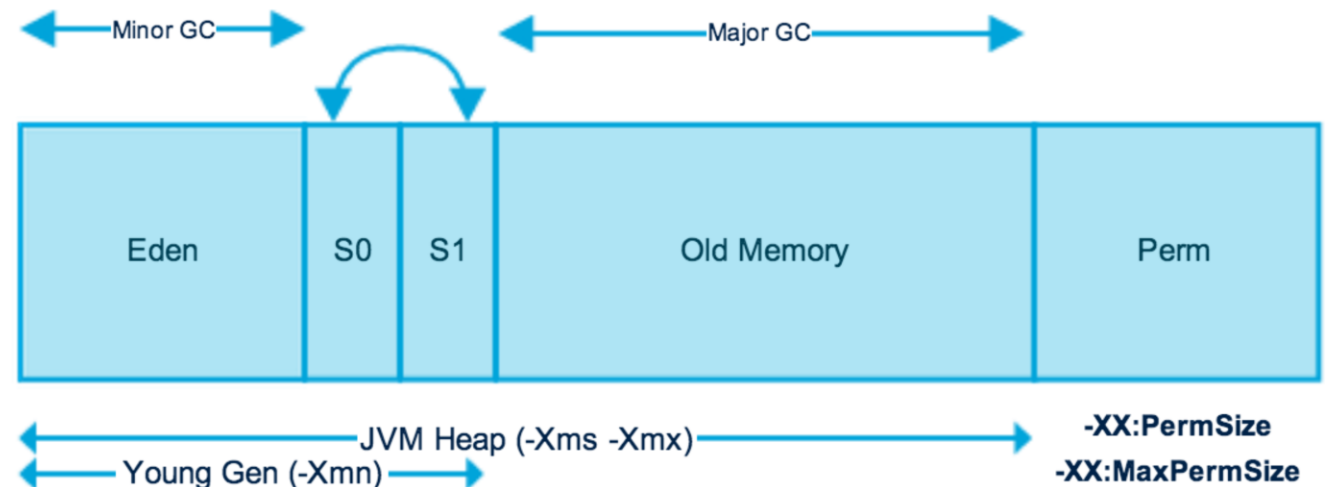 Minor GC
Major GC
Eden
S0
S1
Old Memory
Perm
JVM Heap (-Xms -Xmx)
-XX:PermSize
Young Gen (-Xmn)
-XX:MaxPermSize